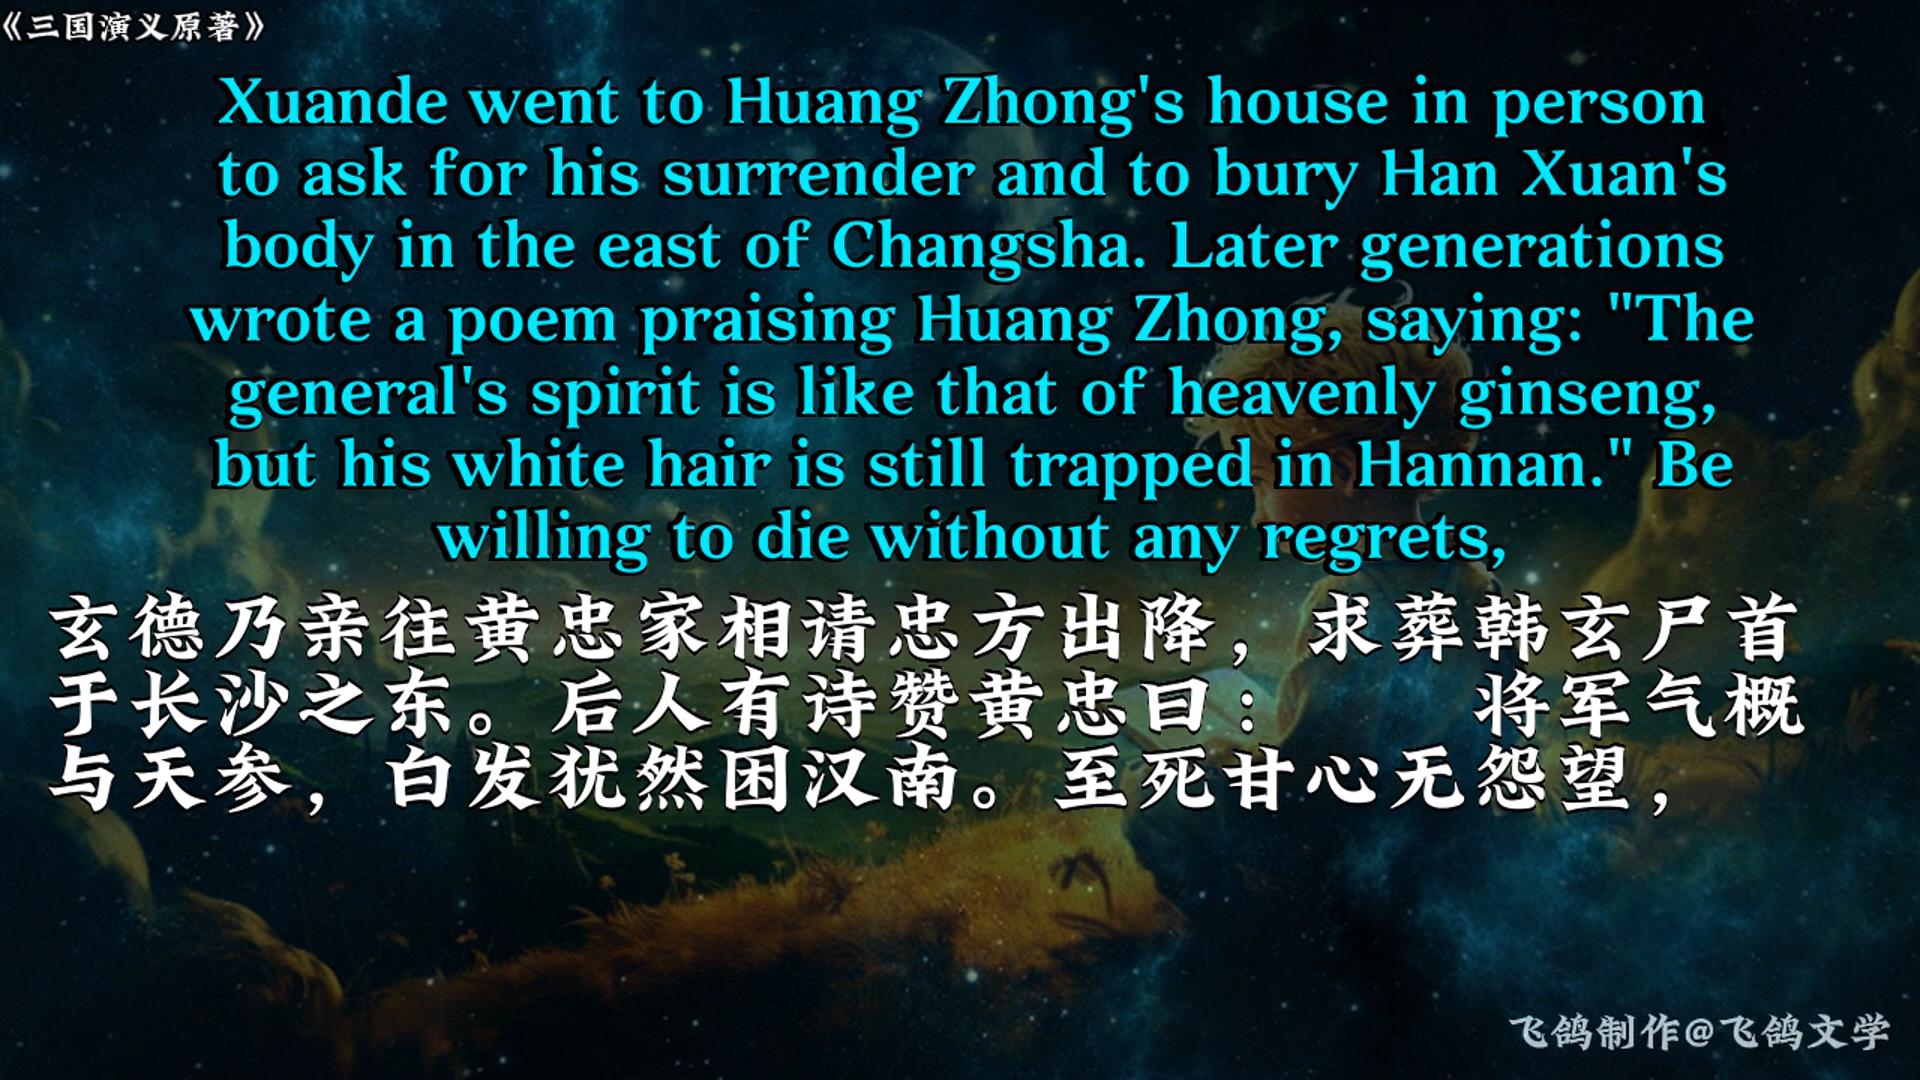 《三国演义原著》
Xuande went to Huang Zhong's house in person
to ask for his surrender and to bury Han Xuan's
body in the east of Changsha. Later generations
wrote a poem praising Huang Zhong, saying: "The
general's spirit is like that of heavenly ginseng,
but his white hair is still trapped in Hannan." Be
willing to die without any regrets,
玄德乃亲往黄忠家相请忠方出降，求葬韩玄尸首
于长沙之东。后人有诗赞黄忠曰：　　将军气概
与天参，白发犹然困汉南。至死甘心无怨望，
飞鸽制作@飞鸽文学